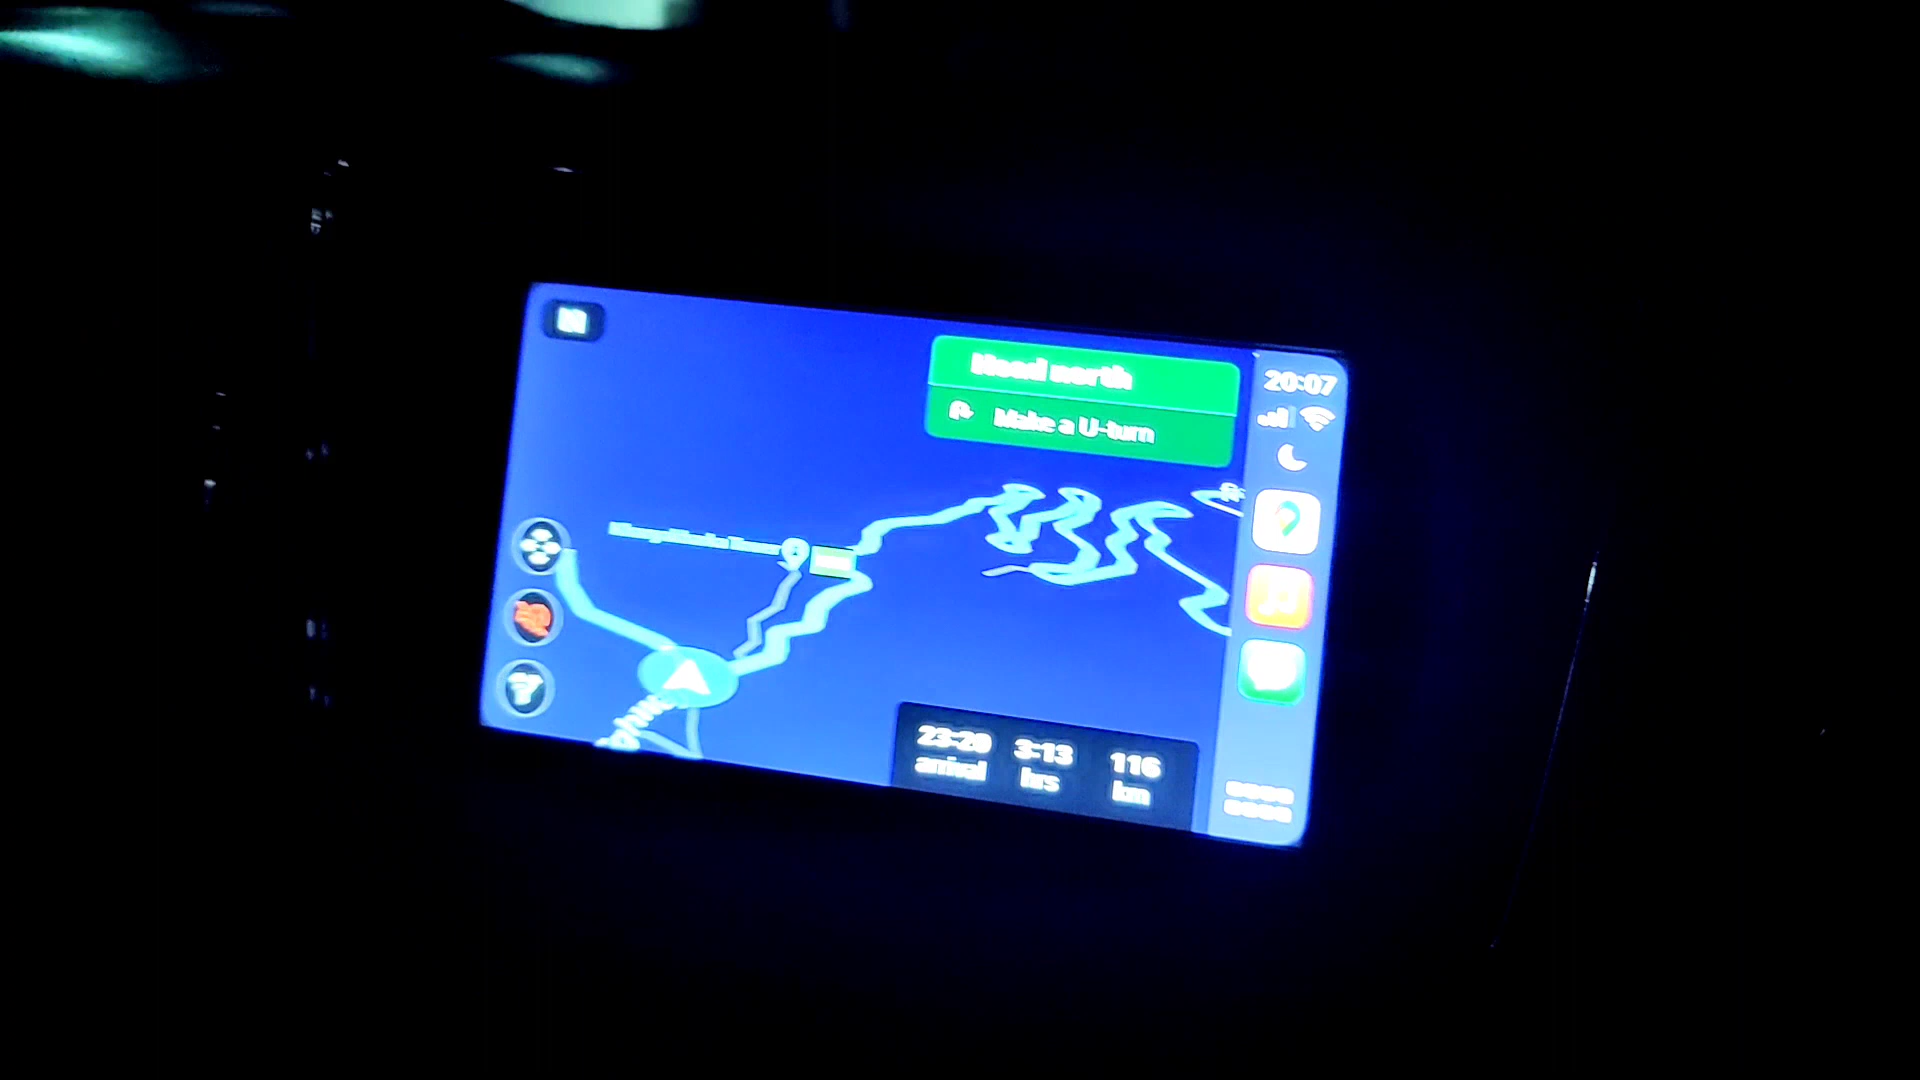 Head north
Make a U-turn
20:07
23:20 3:13 116
arrival hrs km